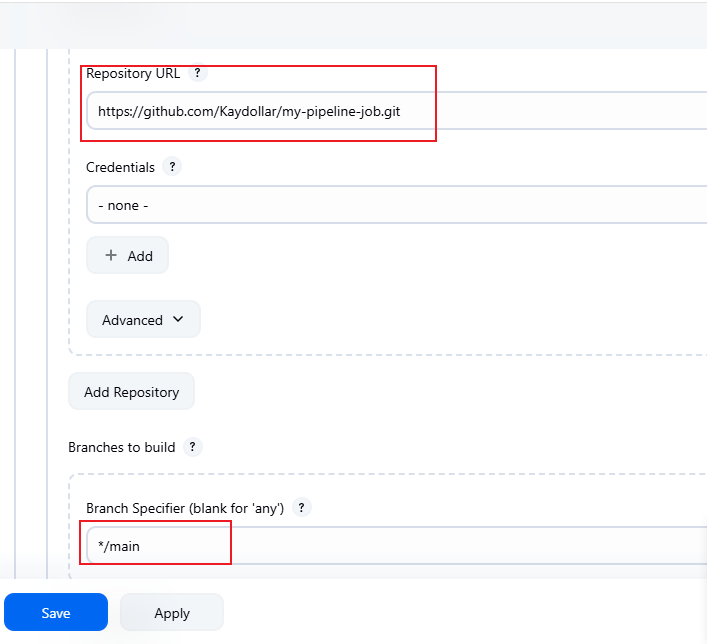 Repository URL ?
https://github.com/Kaydollar/my-pipeline-job.git
Credentials ?
- none -
+ Add
Advanced
Add Repository
Branches to build ?
Branch Specifier (blank for 'any') ?
*/main
Save Apply